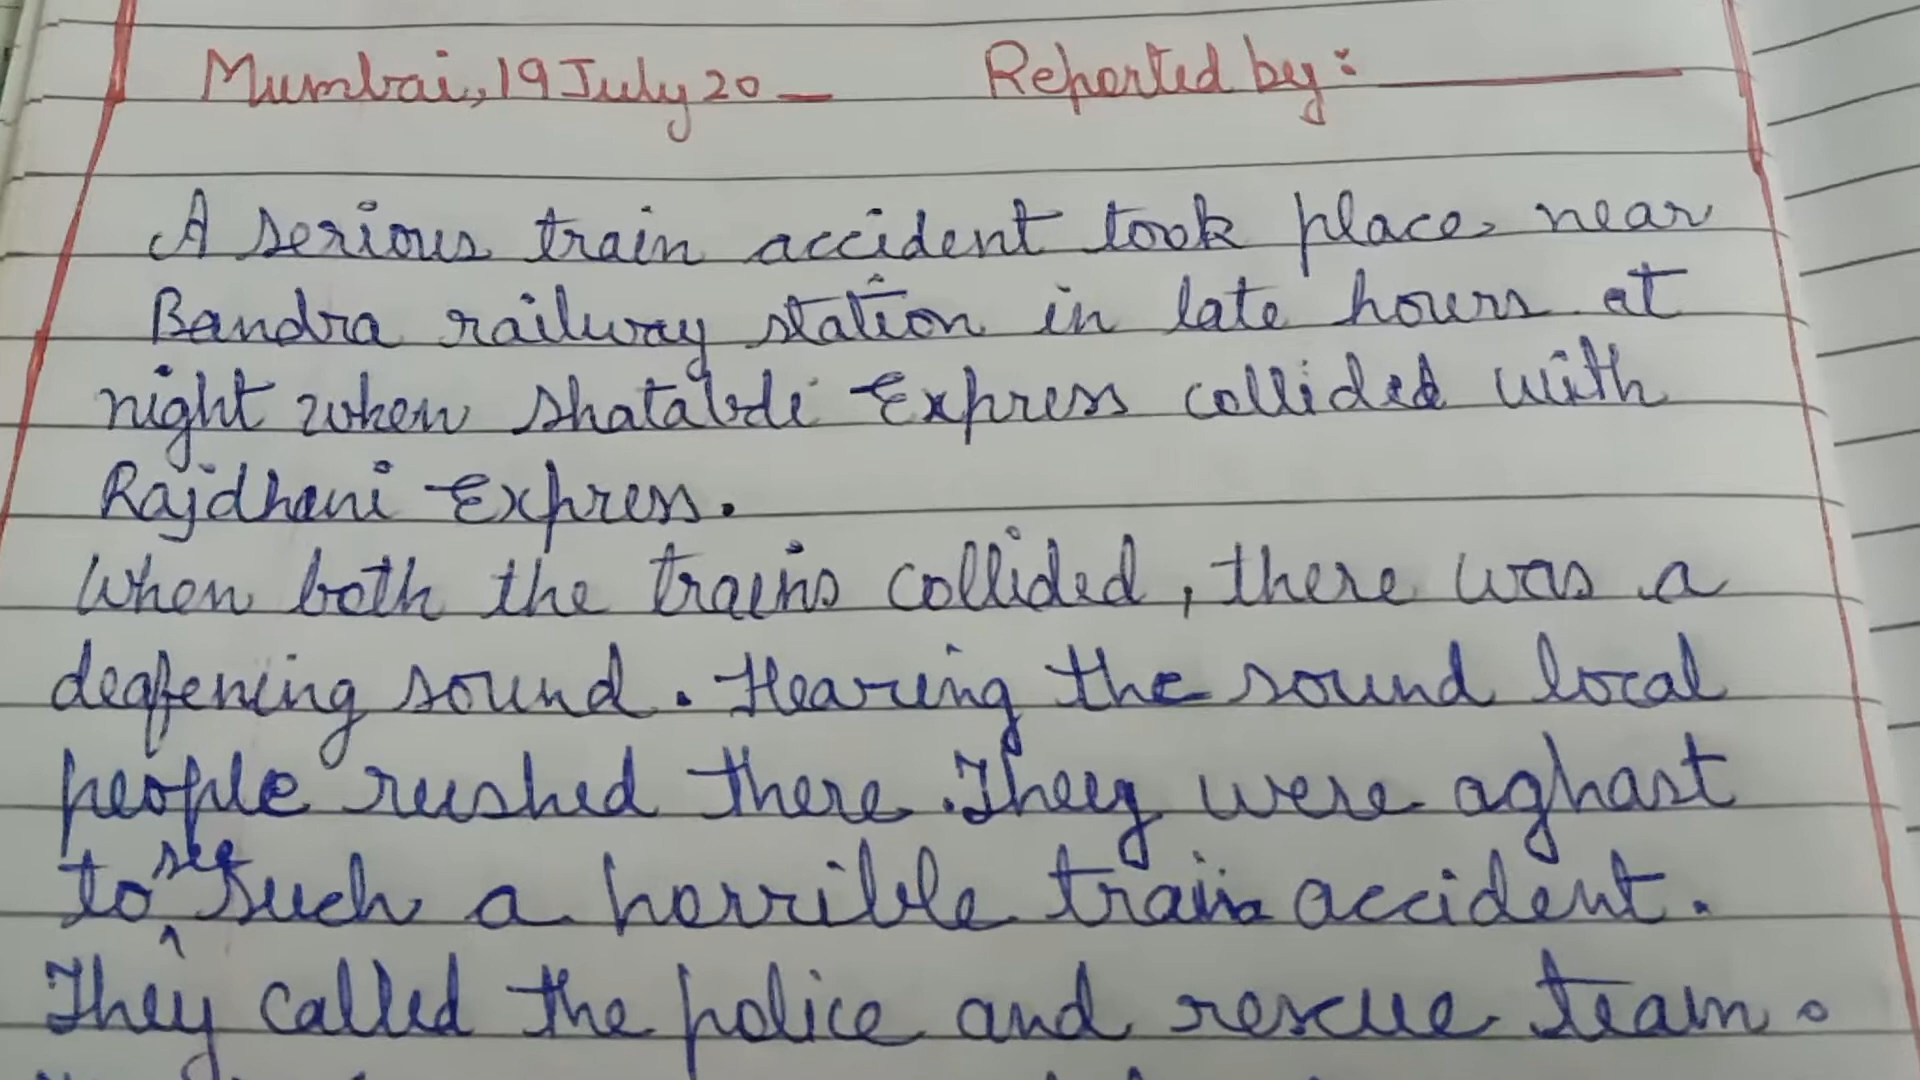 Mumbai, 19 July 20_ Reported by: ______
A serious train accident took place near
Bandra railway station in late hours at
night when Shatabdi Express collided with
Rajdhani Express.
When both the trains collided, there was a
deafening sound. Hearing the sound local
people rushed there. They were aghast
to see such a horrible train accident.
They called the police and rescue team.